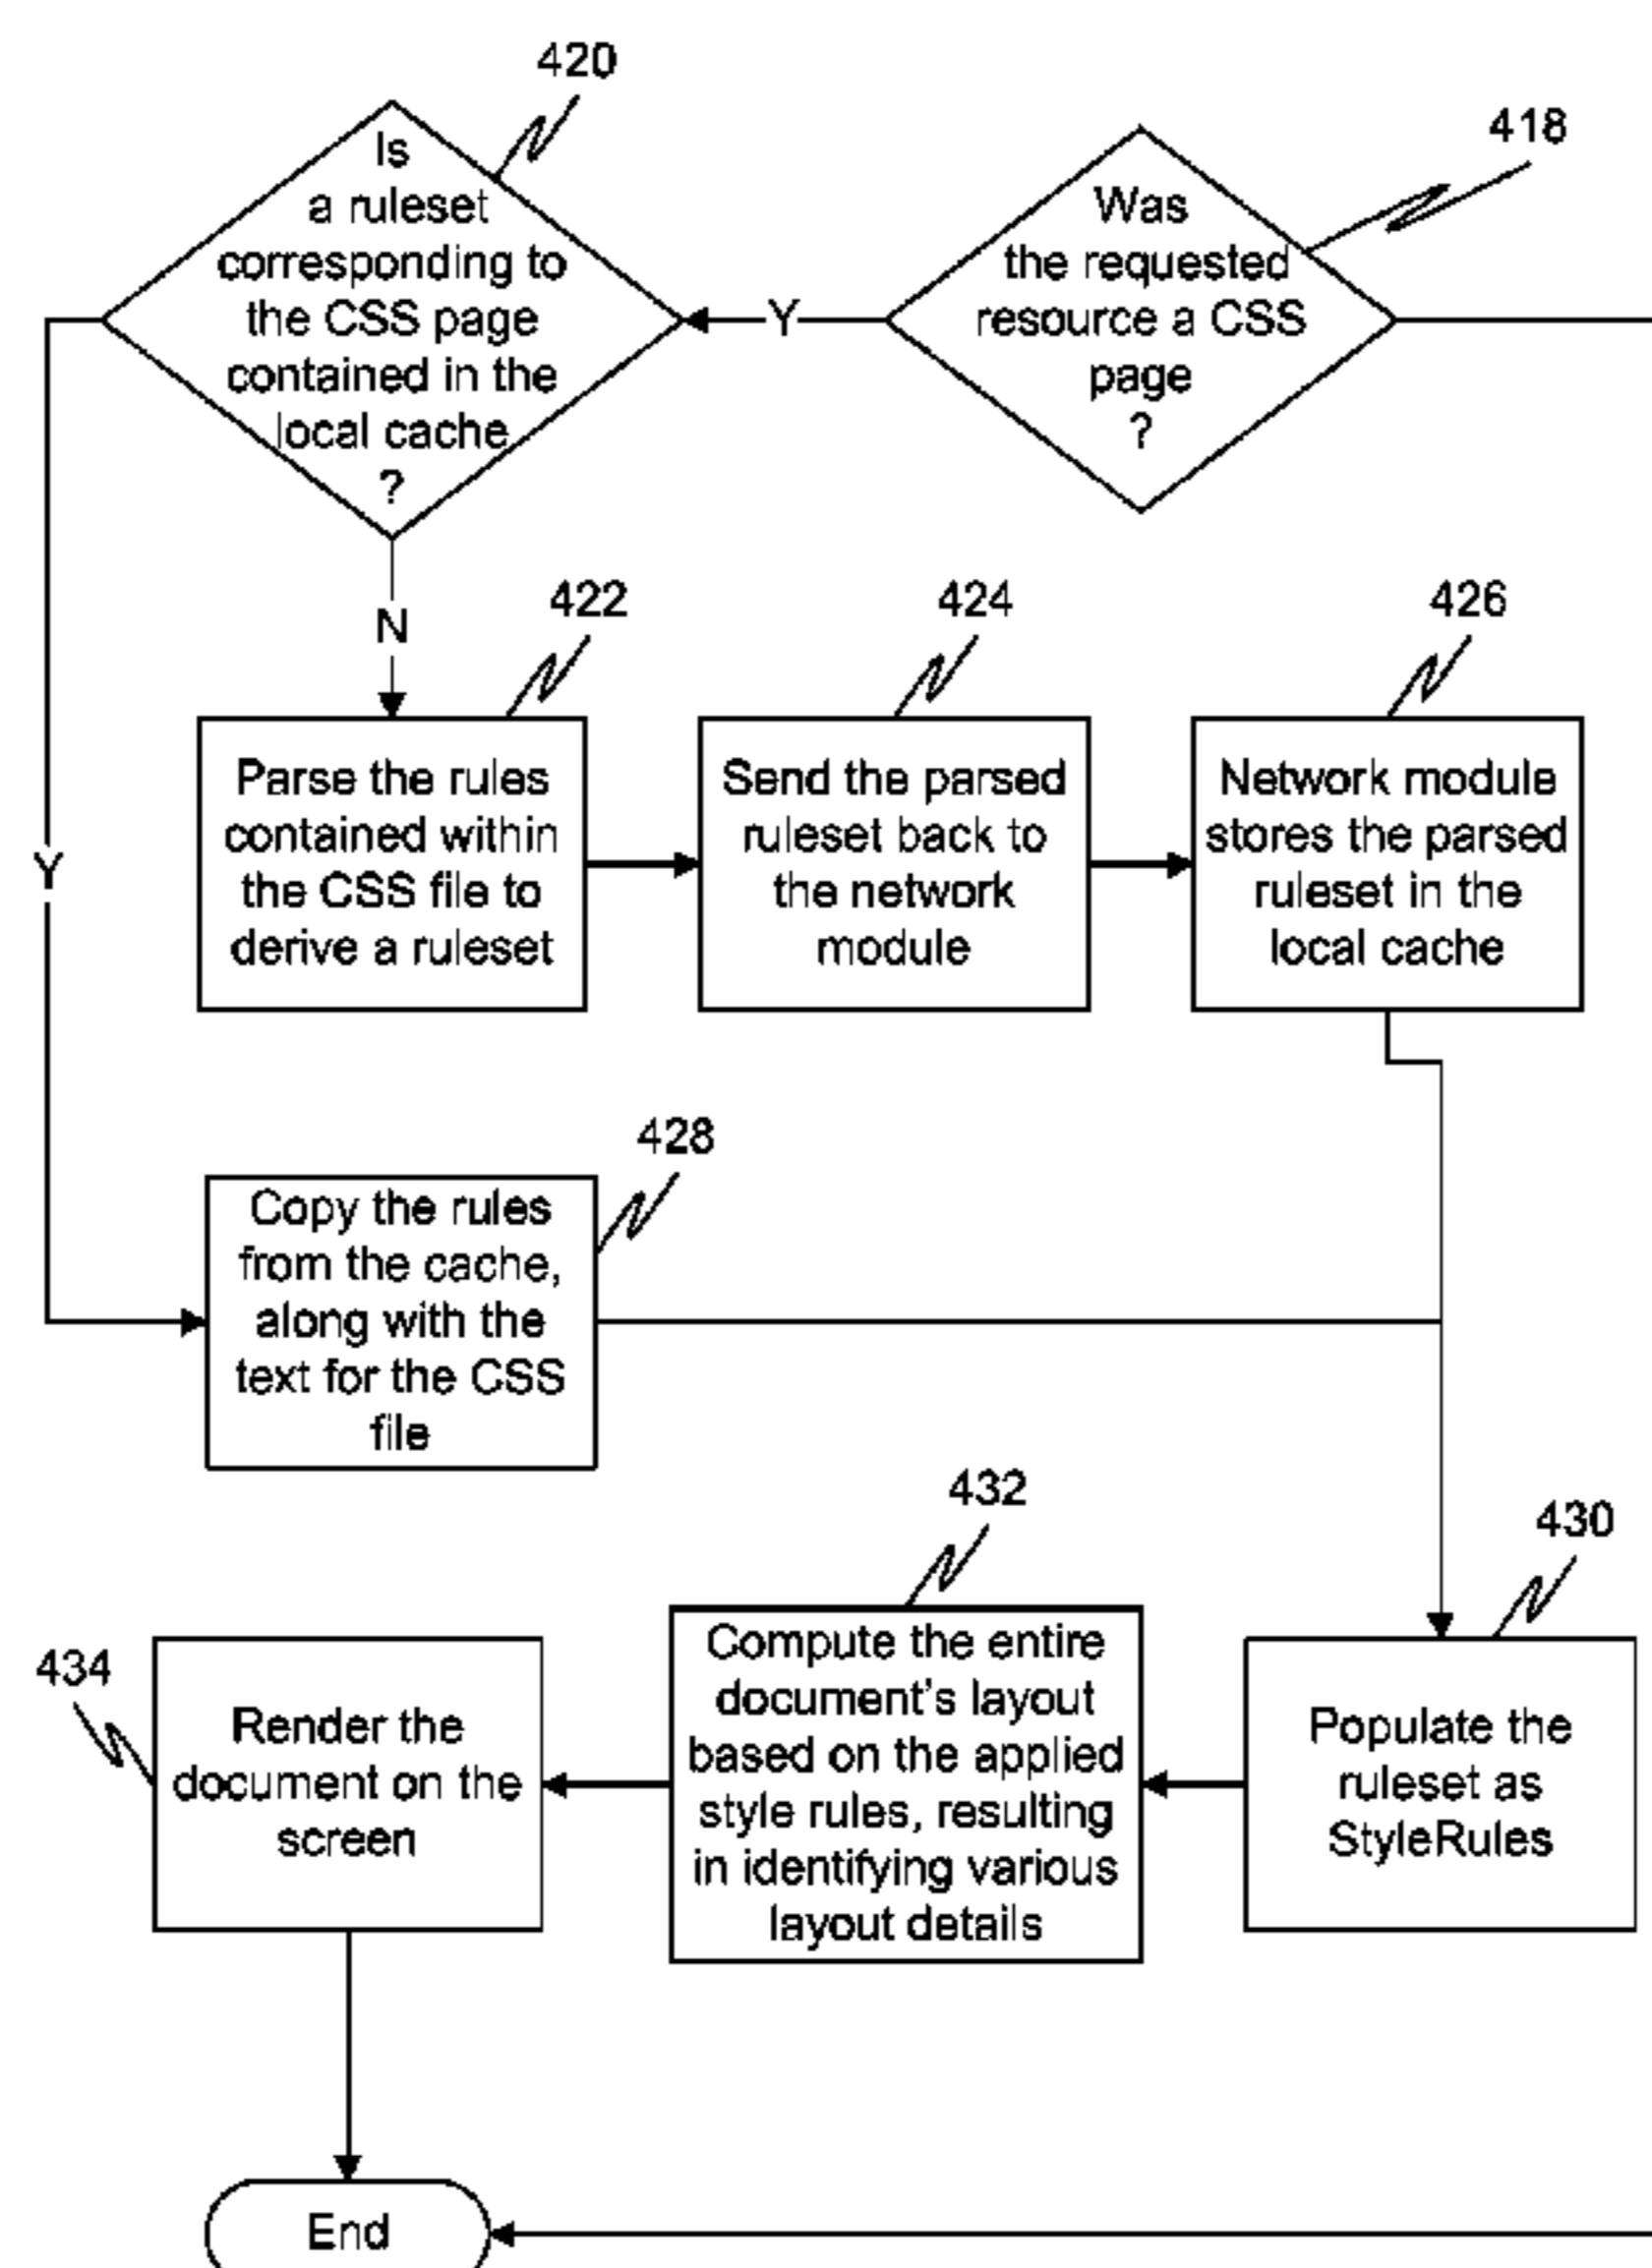 420
Is
a ruleset
corresponding to
the CSS page
contained in the
local cache
?
418
Was
the requested
resource a CSS
page
?
Y
N
Y
422
Parse the rules
contained within
the CSS file to
derive a ruleset
424
Send the parsed
ruleset back to
the network
module
426
Network module
stores the parsed
ruleset in the
local cache
428
Copy the rules
from the cache,
along with the
text for the CSS
file
430
Populate the
ruleset as
StyleRules
432
Compute the entire
document's layout
based on the applied
style rules, resulting
in identifying various
layout details
434
Render the
document on the
screen
End